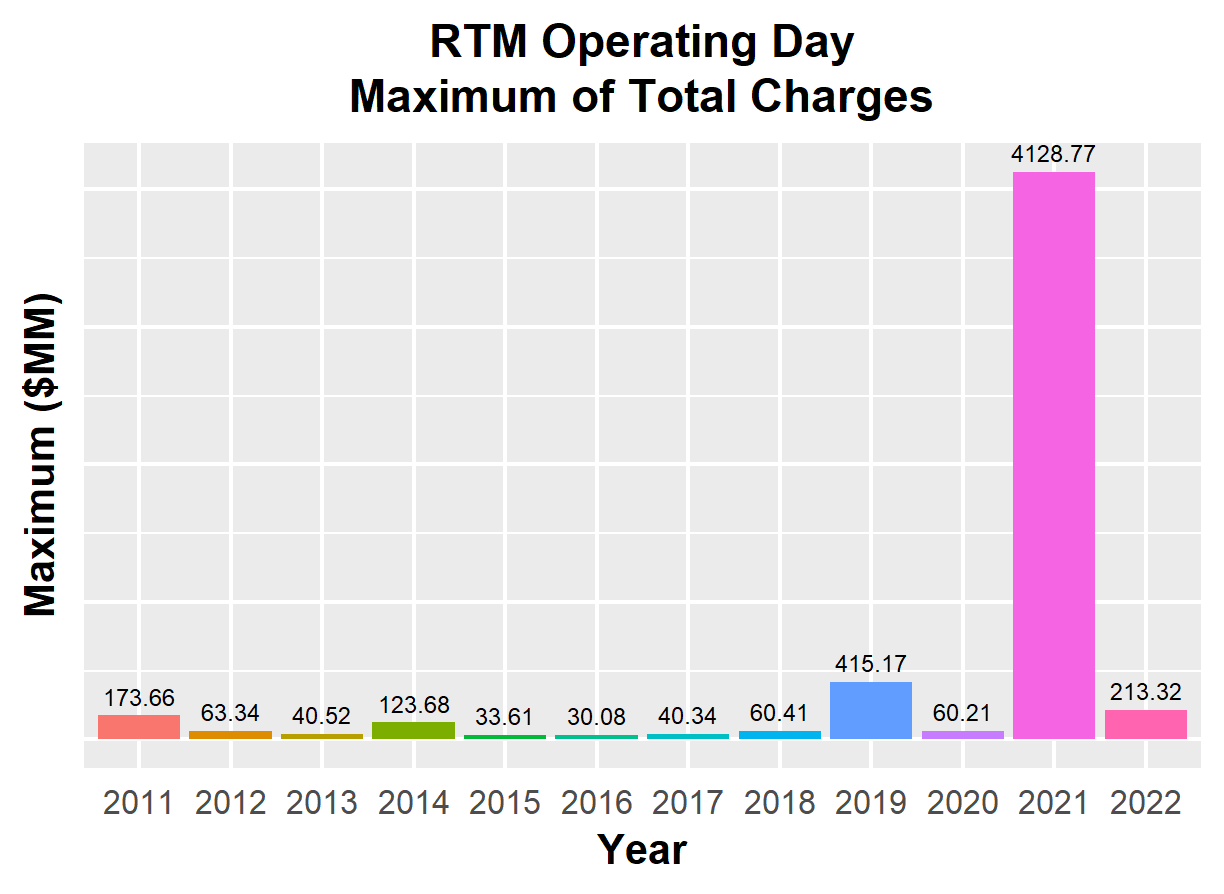 RTM Operating Day
Maximum of Total Charges
Maximum ($MM)
173.66
63.34
40.52
123.68
33.61
30.08
40.34
60.41
415.17
60.21
4128.77
213.32
2011 2012 2013 2014 2015 2016 2017 2018 2019 2020 2021 2022
Year